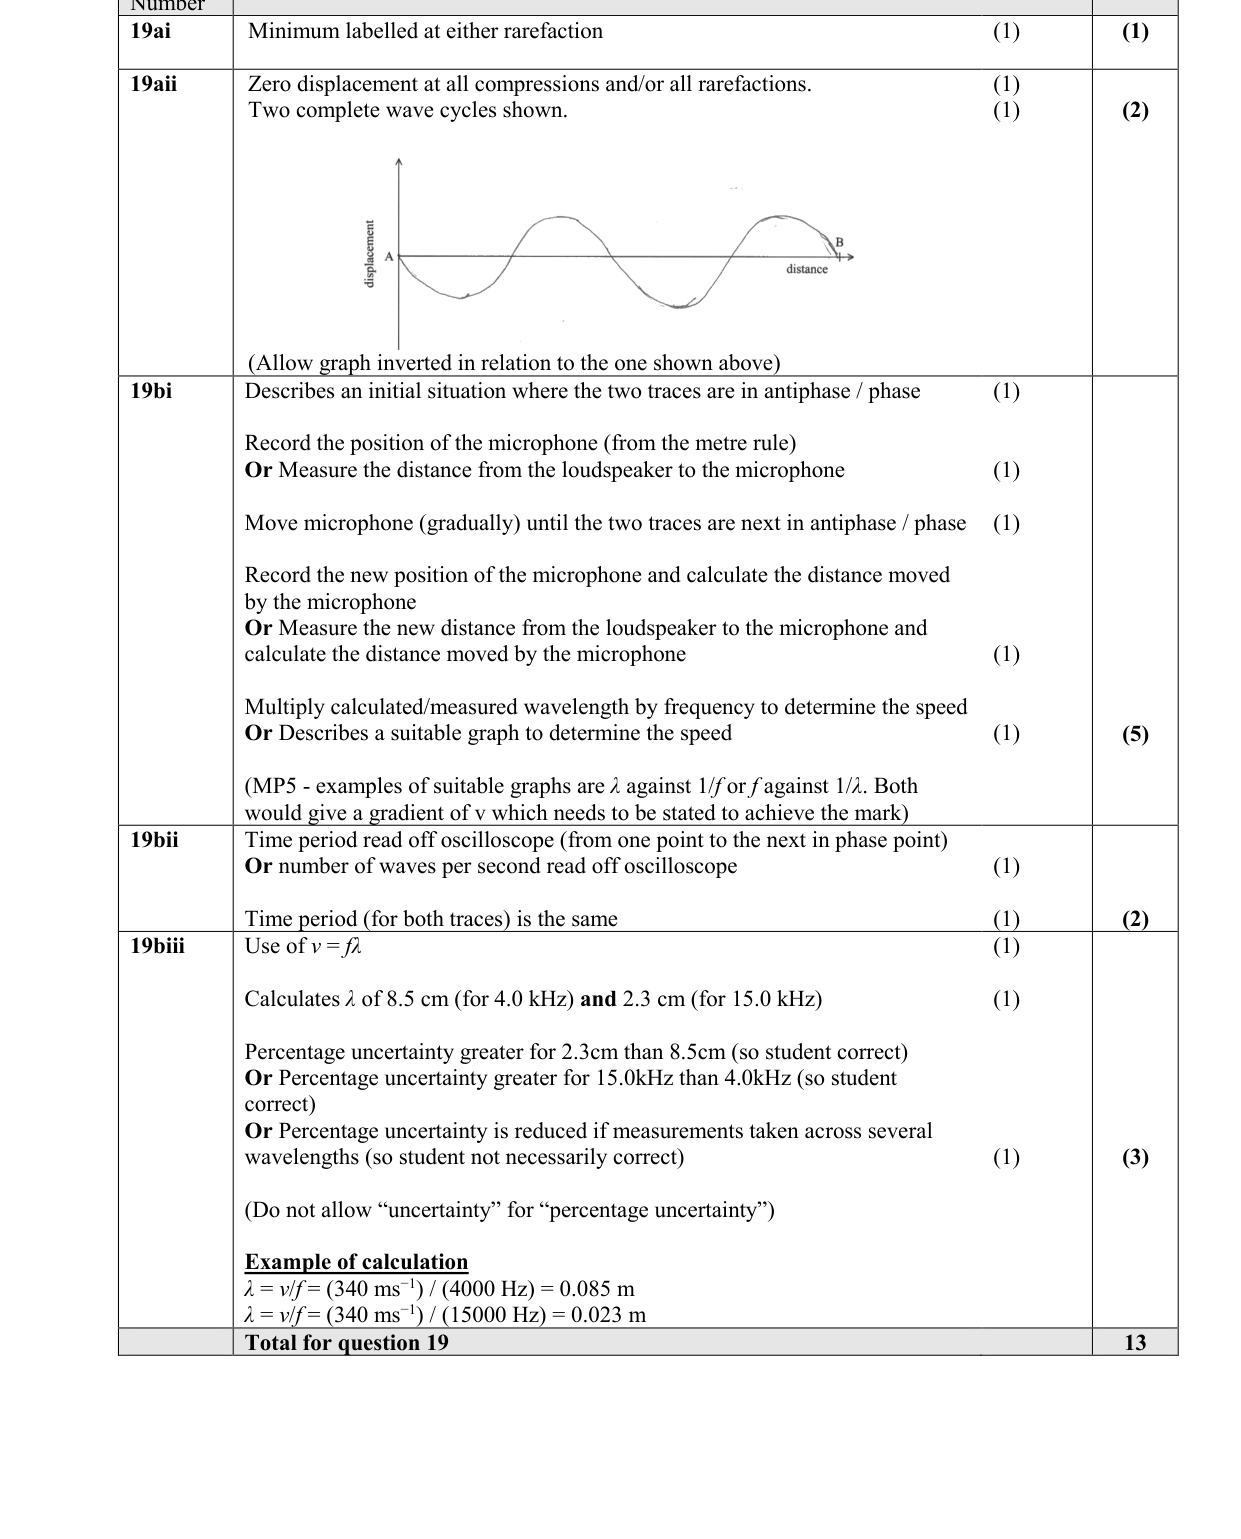 Number
19ai Minimum labelled at either rarefaction (1) (1)
19aii Zero displacement at all compressions and/or all rarefactions. (1)
Two complete wave cycles shown. (1) (2)
displacement
A
B
distance
(Allow graph inverted in relation to the one shown above)
19bi Describes an initial situation where the two traces are in antiphase / phase (1)
Record the position of the microphone (from the metre rule)
Or Measure the distance from the loudspeaker to the microphone (1)
Move microphone (gradually) until the two traces are next in antiphase / phase (1)
Record the new position of the microphone and calculate the distance moved
by the microphone
Or Measure the new distance from the loudspeaker to the microphone and
calculate the distance moved by the microphone (1)
Multiply calculated/measured wavelength by frequency to determine the speed
Or Describes a suitable graph to determine the speed (1) (5)
(MP5 - examples of suitable graphs are λ against 1/f or f against 1/λ. Both
would give a gradient of v which needs to be stated to achieve the mark)
19bii Time period read off oscilloscope (from one point to the next in phase point)
Or number of waves per second read off oscilloscope (1)
Time period (for both traces) is the same (1) (2)
19biii Use of v = fλ (1)
Calculates λ of 8.5 cm (for 4.0 kHz) and 2.3 cm (for 15.0 kHz) (1)
Percentage uncertainty greater for 2.3cm than 8.5cm (so student correct)
Or Percentage uncertainty greater for 15.0kHz than 4.0kHz (so student
correct)
Or Percentage uncertainty is reduced if measurements taken across several
wavelengths (so student not necessarily correct) (1) (3)
(Do not allow “uncertainty” for “percentage uncertainty”)
Example of calculation
λ = v/f = (340 ms⁻¹) / (4000 Hz) = 0.085 m
λ = v/f = (340 ms⁻¹) / (15000 Hz) = 0.023 m
Total for question 19 13